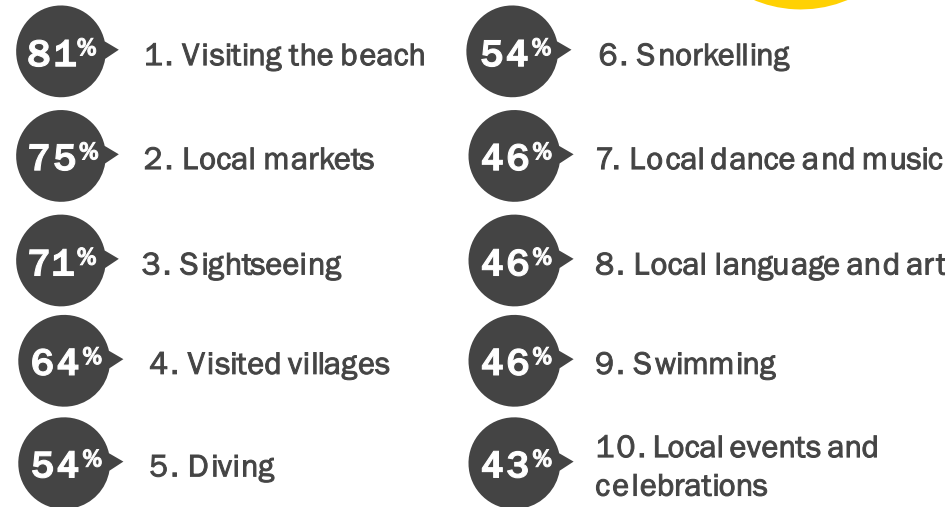 81% 1. Visiting the beach
75% 2. Local markets
71% 3. Sightseeing
64% 4. Visited villages
54% 5. Diving
54% 6. Snorkelling
46% 7. Local dance and music
46% 8. Local language and art
46% 9. Swimming
43% 10. Local events and
celebrations